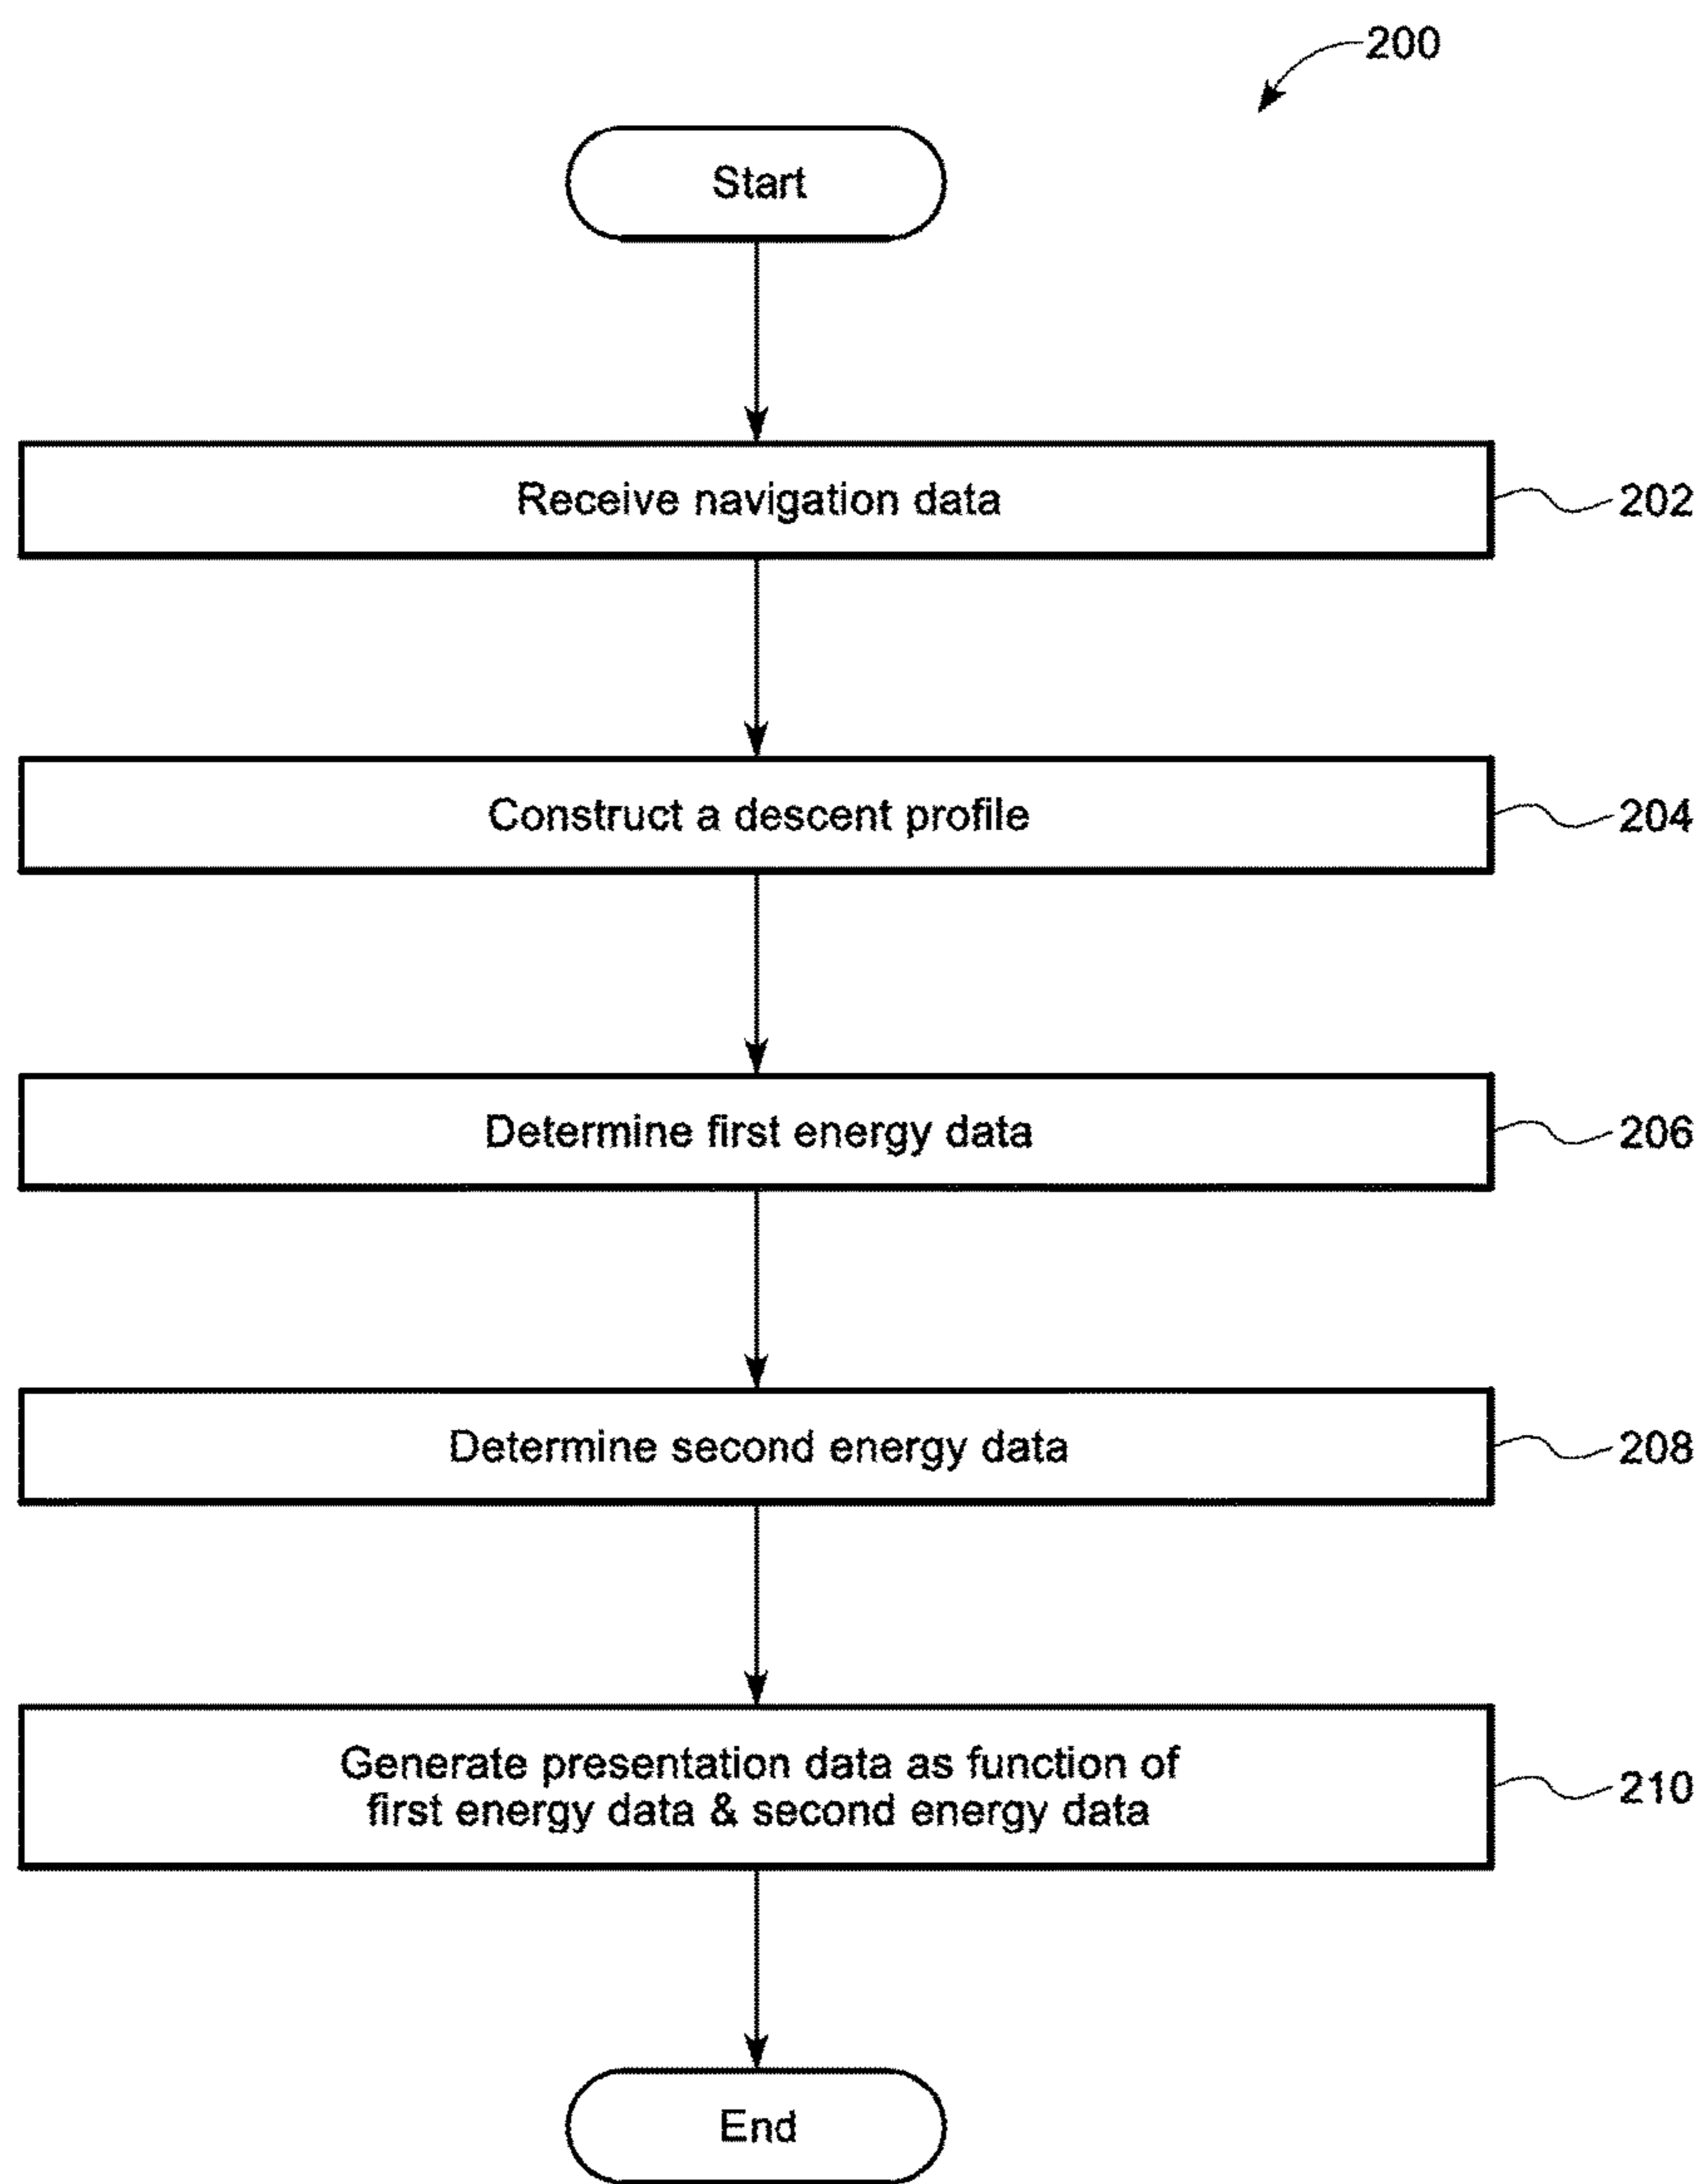 200
Start
Receive navigation data
202
Construct a descent profile
204
Determine first energy data
206
Determine second energy data
208
Generate presentation data as function of
first energy data & second energy data
210
End